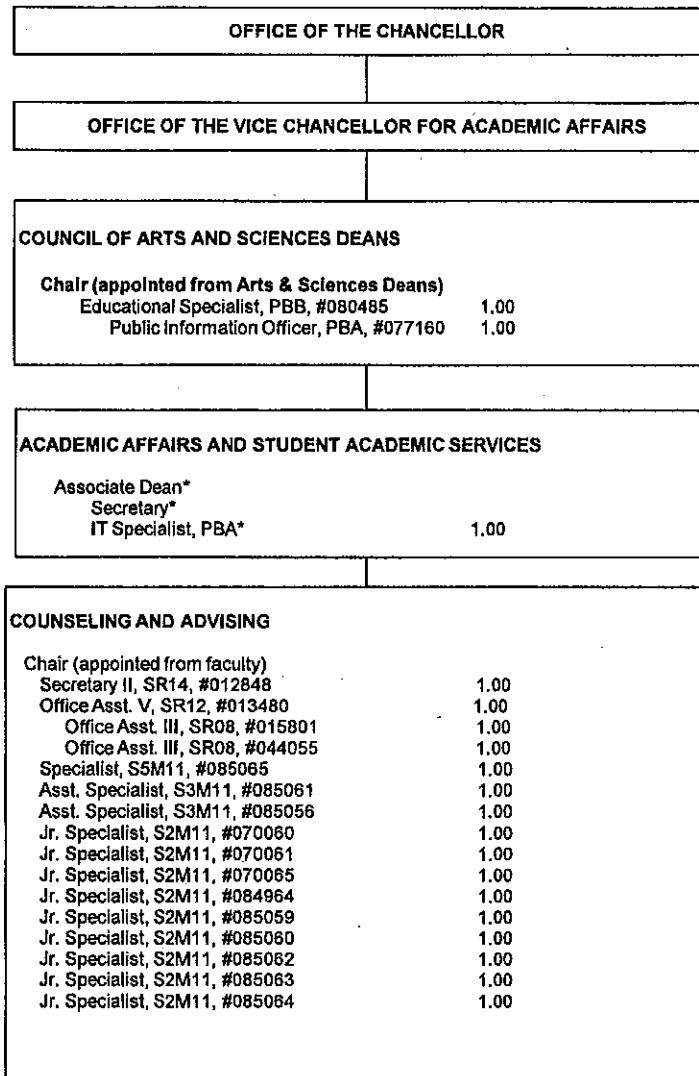 OFFICE OF THE CHANCELLOR
OFFICE OF THE VICE CHANCELLOR FOR ACADEMIC AFFAIRS
COUNCIL OF ARTS AND SCIENCES DEANS
Chair (appointed from Arts & Sciences Deans)
Educational Specialist, PBB, #080485 1.00
Public Information Officer, PBA, #077160 1.00
ACADEMIC AFFAIRS AND STUDENT ACADEMIC SERVICES
Associate Dean*
Secretary*
IT Specialist, PBA* 1.00
COUNSELING AND ADVISING
Chair (appointed from faculty)
Secretary II, SR14, #012848 1.00
Office Asst. V, SR12, #013480 1.00
Office Asst. III, SR08, #015801 1.00
Office Asst. III, SR08, #044055 1.00
Specialist, S5M11, #085065 1.00
Asst. Specialist, S3M11, #085061 1.00
Asst. Specialist, S3M11, #085056 1.00
Jr. Specialist, S2M11, #070060 1.00
Jr. Specialist, S2M11, #070061 1.00
Jr. Specialist, S2M11, #070065 1.00
Jr. Specialist, S2M11, #084964 1.00
Jr. Specialist, S2M11, #085059 1.00
Jr. Specialist, S2M11, #085060 1.00
Jr. Specialist, S2M11, #085062 1.00
Jr. Specialist, S2M11, #085063 1.00
Jr. Specialist, S2M11, #085064 1.00